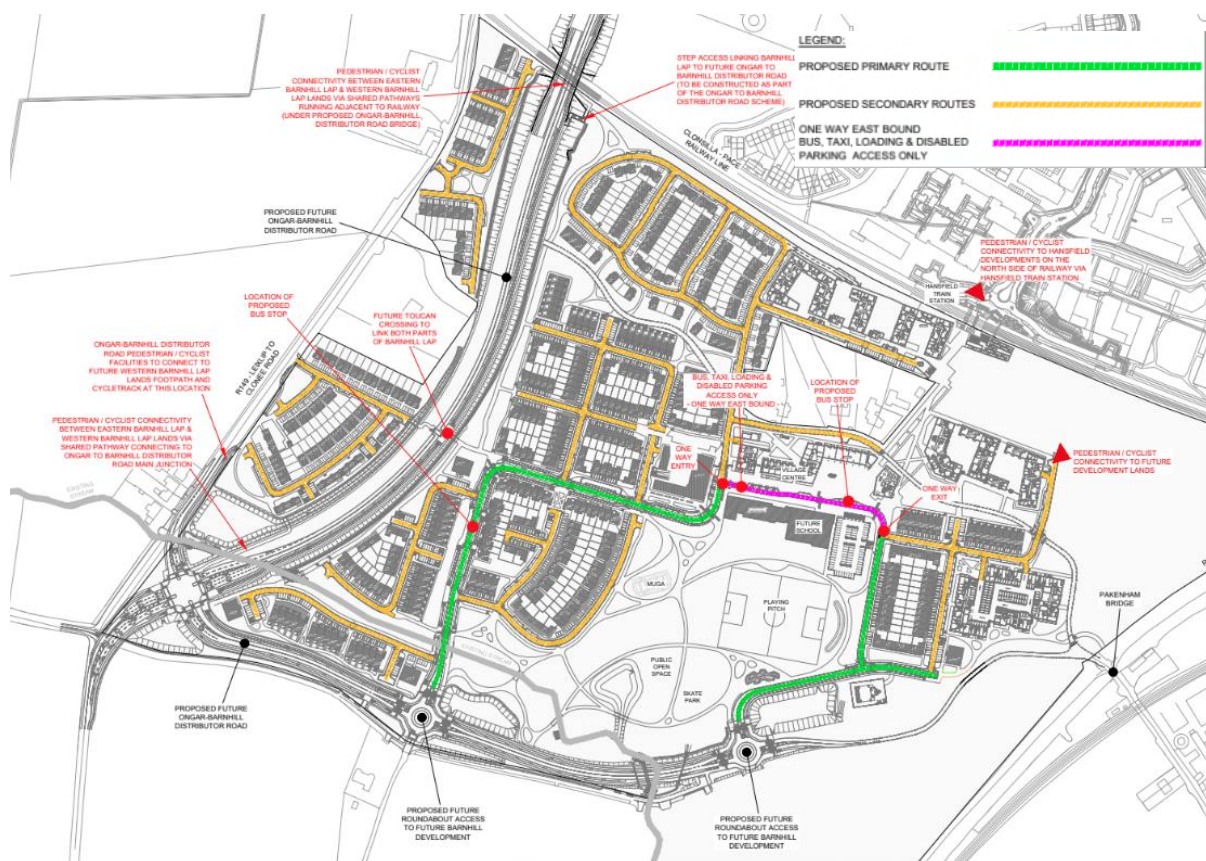 LEGEND:
PROPOSED PRIMARY ROUTE
PROPOSED SECONDARY ROUTES
ONE WAY EAST BOUND
BUS, TAXI, LOADING & DISABLED
PARKING ACCESS ONLY
PEDESTRIAN / CYCLIST
CONNECTIVITY BETWEEN EASTERN
BARNHILL LAP & WESTERN BARNHILL
LAP LANDS VIA SHARED PATHWAYS
RUNNING ADJACENT TO RAILWAY
(UNDER PROPOSED ONGAR-BARNHILL,
DISTRIBUTOR ROAD BRIDGE)
STEP ACCESS LINKING BARNHILL
LAP TO FUTURE ONGAR TO
BARNHILL DISTRIBUTOR ROAD
(TO BE CONSTRUCTED AS PART
OF THE ONGAR TO BARNHILL
DISTRIBUTOR ROAD SCHEME)
CLONSILLA - PACE
RAILWAY LINE
PROPOSED FUTURE
ONGAR-BARNHILL
DISTRIBUTOR ROAD
PEDESTRIAN / CYCLIST
CONNECTIVITY TO HANSFIELD
DEVELOPMENTS ON THE
NORTH SIDE OF RAILWAY VIA
HANSFIELD TRAIN STATION
HANSFIELD
TRAIN
STATION
LOCATION OF
PROPOSED
BUS STOP
FUTURE TOUCAN
CROSSING TO
LINK BOTH PARTS
OF BARNHILL LAP
ONGAR-BARNHILL DISTRIBUTOR
ROAD PEDESTRIAN / CYCLIST
FACILITIES TO CONNECT TO
FUTURE WESTERN BARNHILL LAP
LANDS FOOTPATH AND
CYCLETRACK AT THIS LOCATION
R149 - LEIXLIP TO
CLONEE ROAD
PEDESTRIAN / CYCLIST CONNECTIVITY
BETWEEN EASTERN BARNHILL LAP &
WESTERN BARNHILL LAP LANDS VIA
SHARED PATHWAY CONNECTING TO
ONGAR TO BARNHILL DISTRIBUTOR
ROAD MAIN JUNCTION
BUS, TAXI, LOADING &
DISABLED PARKING
ACCESS ONLY
- ONE WAY EAST BOUND
LOCATION OF
PROPOSED
BUS STOP
ONE
WAY
ENTRY
VILLAGE
CENTRE
ONE WAY
EXIT
PEDESTRIAN / CYCLIST
CONNECTIVITY TO FUTURE
DEVELOPMENT LANDS
EXISTING
STREAM
FUTURE
SCHOOL
MUGA
PLAYING
PITCH
PAKENHAM
BRIDGE
EXISTING STREAM
PUBLIC
OPEN
SPACE
SKATE
PARK
PROPOSED FUTURE
ONGAR-BARNHILL
DISTRIBUTOR ROAD
PROPOSED FUTURE
ROUNDABOUT ACCESS
TO FUTURE BARNHILL
DEVELOPMENT
PROPOSED FUTURE
ROUNDABOUT ACCESS
TO FUTURE BARNHILL
DEVELOPMENT